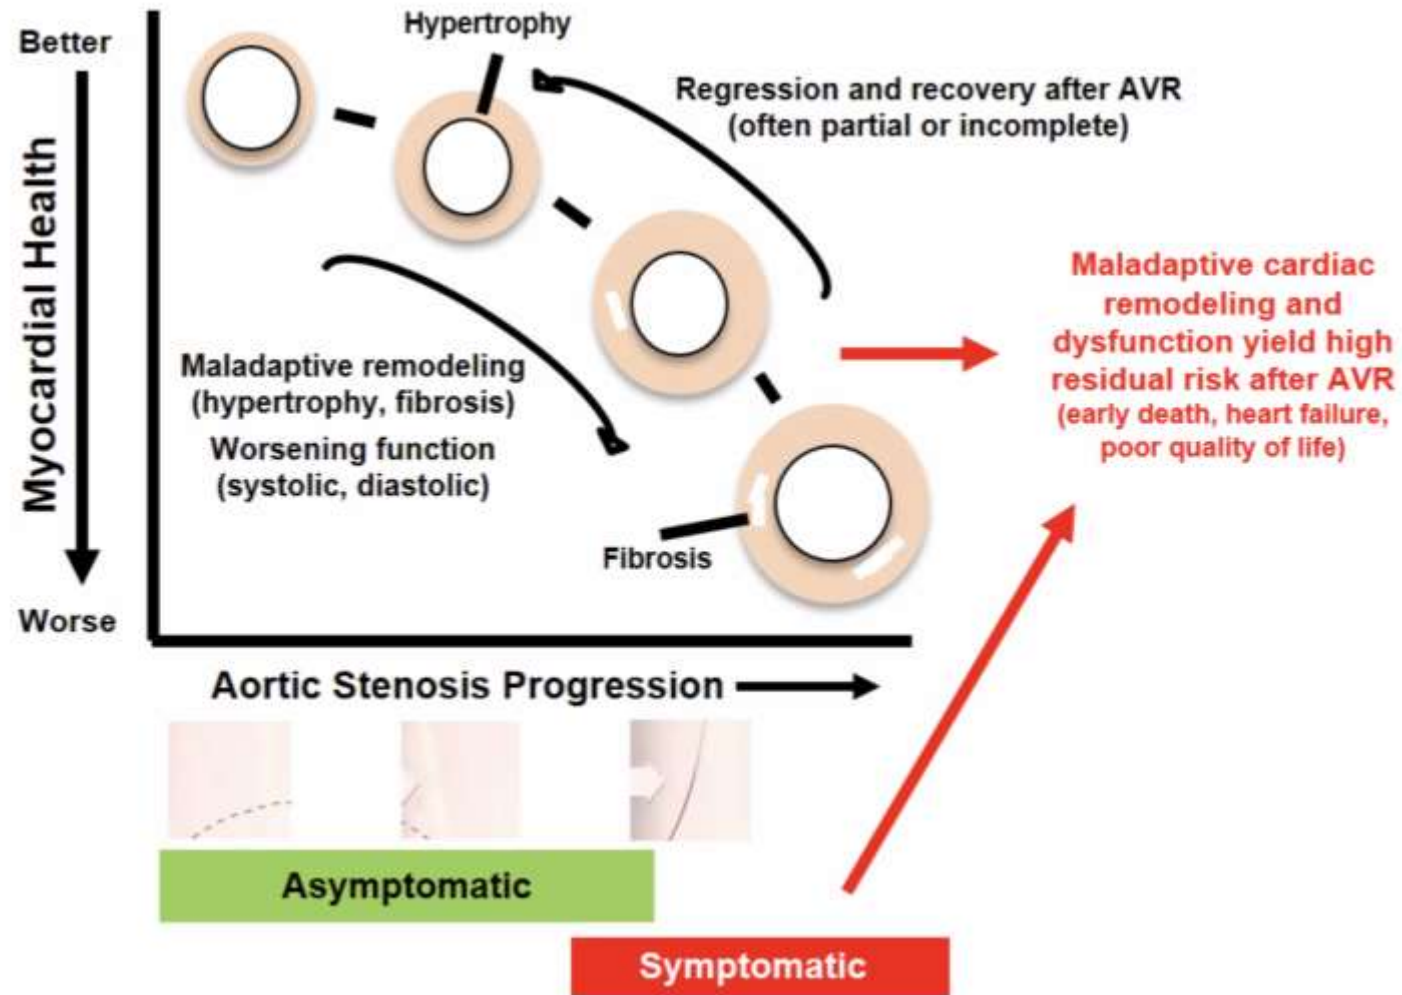 Better
Myocardial Health
Worse
Hypertrophy
Regression and recovery after AVR
(often partial or incomplete)
Maladaptive remodeling
(hypertrophy, fibrosis)
Worsening function
(systolic, diastolic)
Fibrosis
Maladaptive cardiac
remodeling and
dysfunction yield high
residual risk after AVR
(early death, heart failure,
poor quality of life)
Aortic Stenosis Progression
Asymptomatic
Symptomatic